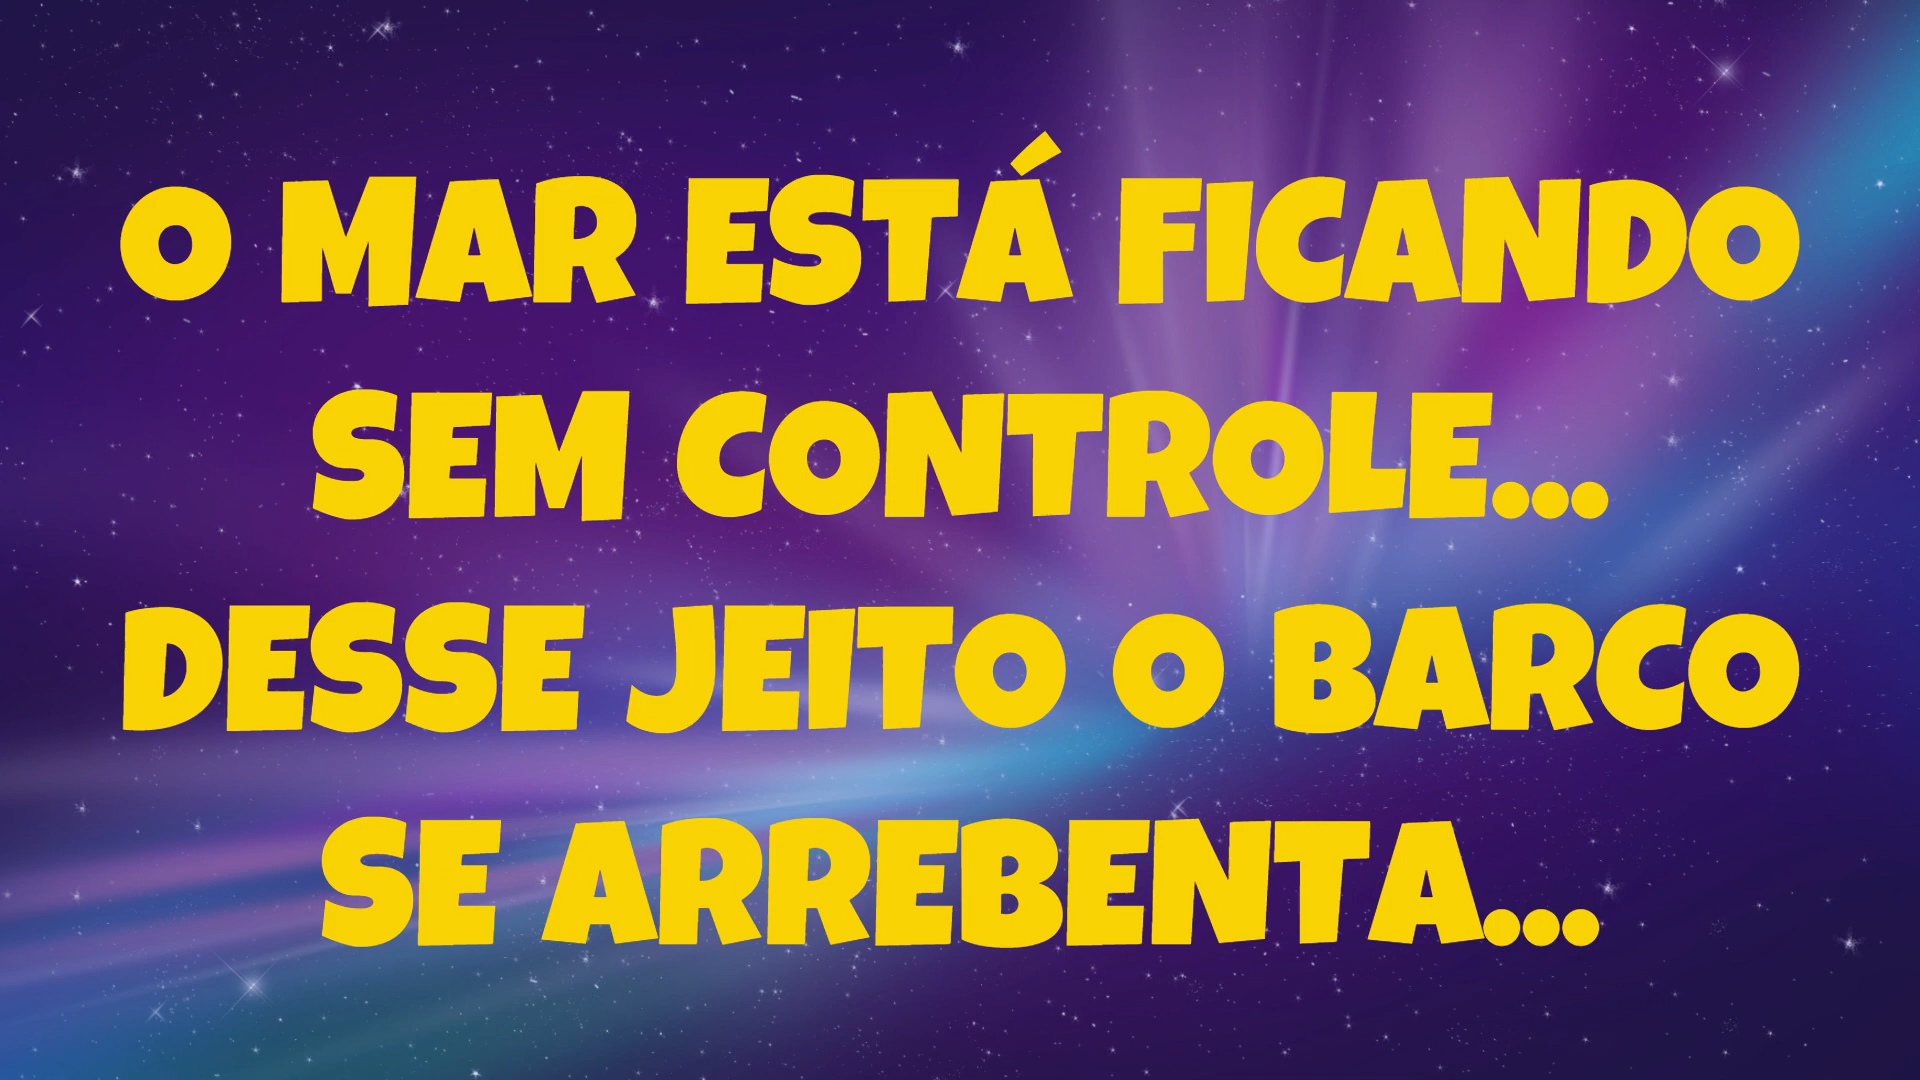 O MAR ESTÁ FICANDO
SEM CONTROLE...
DESSE JEITO O BARCO
SE ARREBENTA...